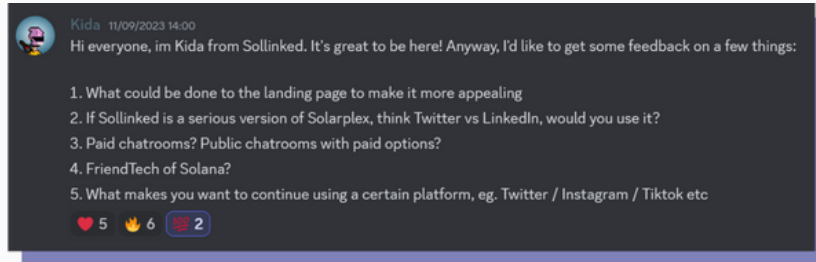 Kida 11/09/2023 14:00
Hi everyone, im Kida from Sollinked. It's great to be here! Anyway, I'd like to get some feedback on a few things:
1. What could be done to the landing page to make it more appealing
2. If Sollinked is a serious version of Solarplex, think Twitter vs LinkedIn, would you use it?
3. Paid chatrooms? Public chatrooms with paid options?
4. FriendTech of Solana?
5. What makes you want to continue using a certain platform, eg. Twitter / Instagram / Tiktok etc
❤️ 5 🔥 6 💯 2